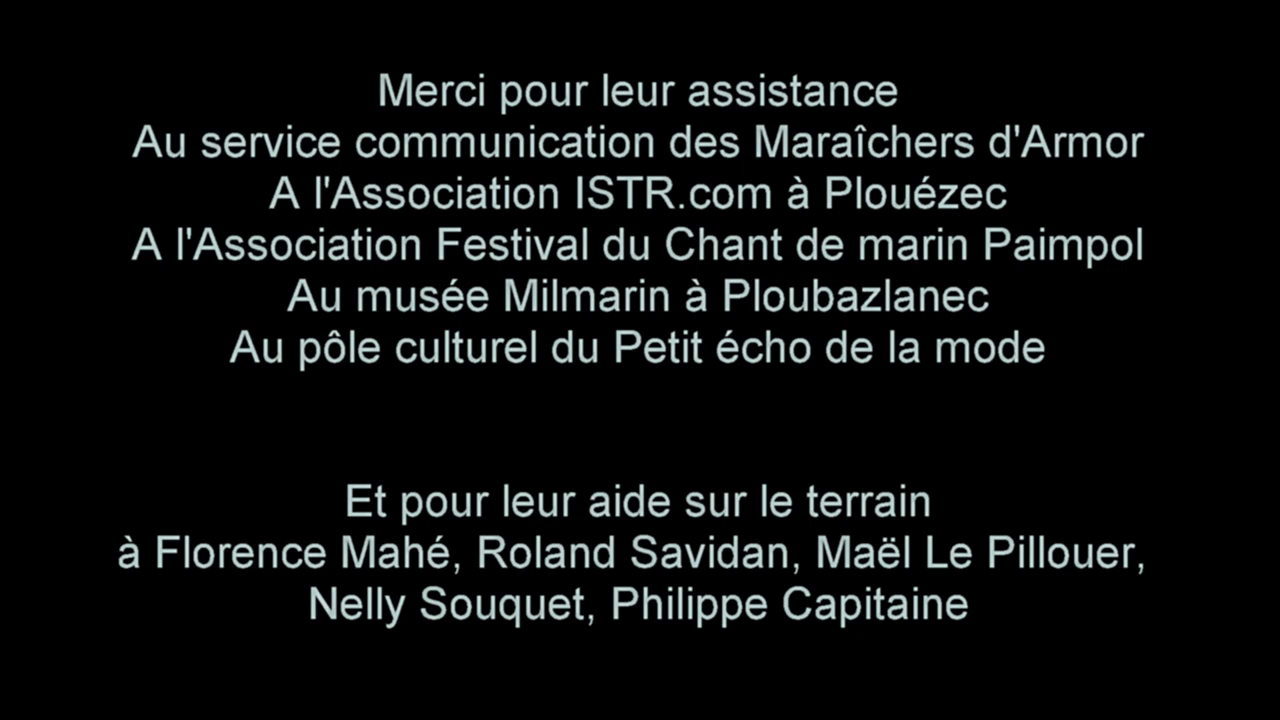 Merci pour leur assistance
Au service communication des Maraîchers d'Armor
A l'Association ISTR.com à Plouézec
A l'Association Festival du Chant de marin Paimpol
Au musée Milmarin à Ploubazlanec
Au pôle culturel du Petit écho de la mode
Et pour leur aide sur le terrain
à Florence Mahé, Roland Savidan, Maël Le Pillouer,
Nelly Souquet, Philippe Capitaine